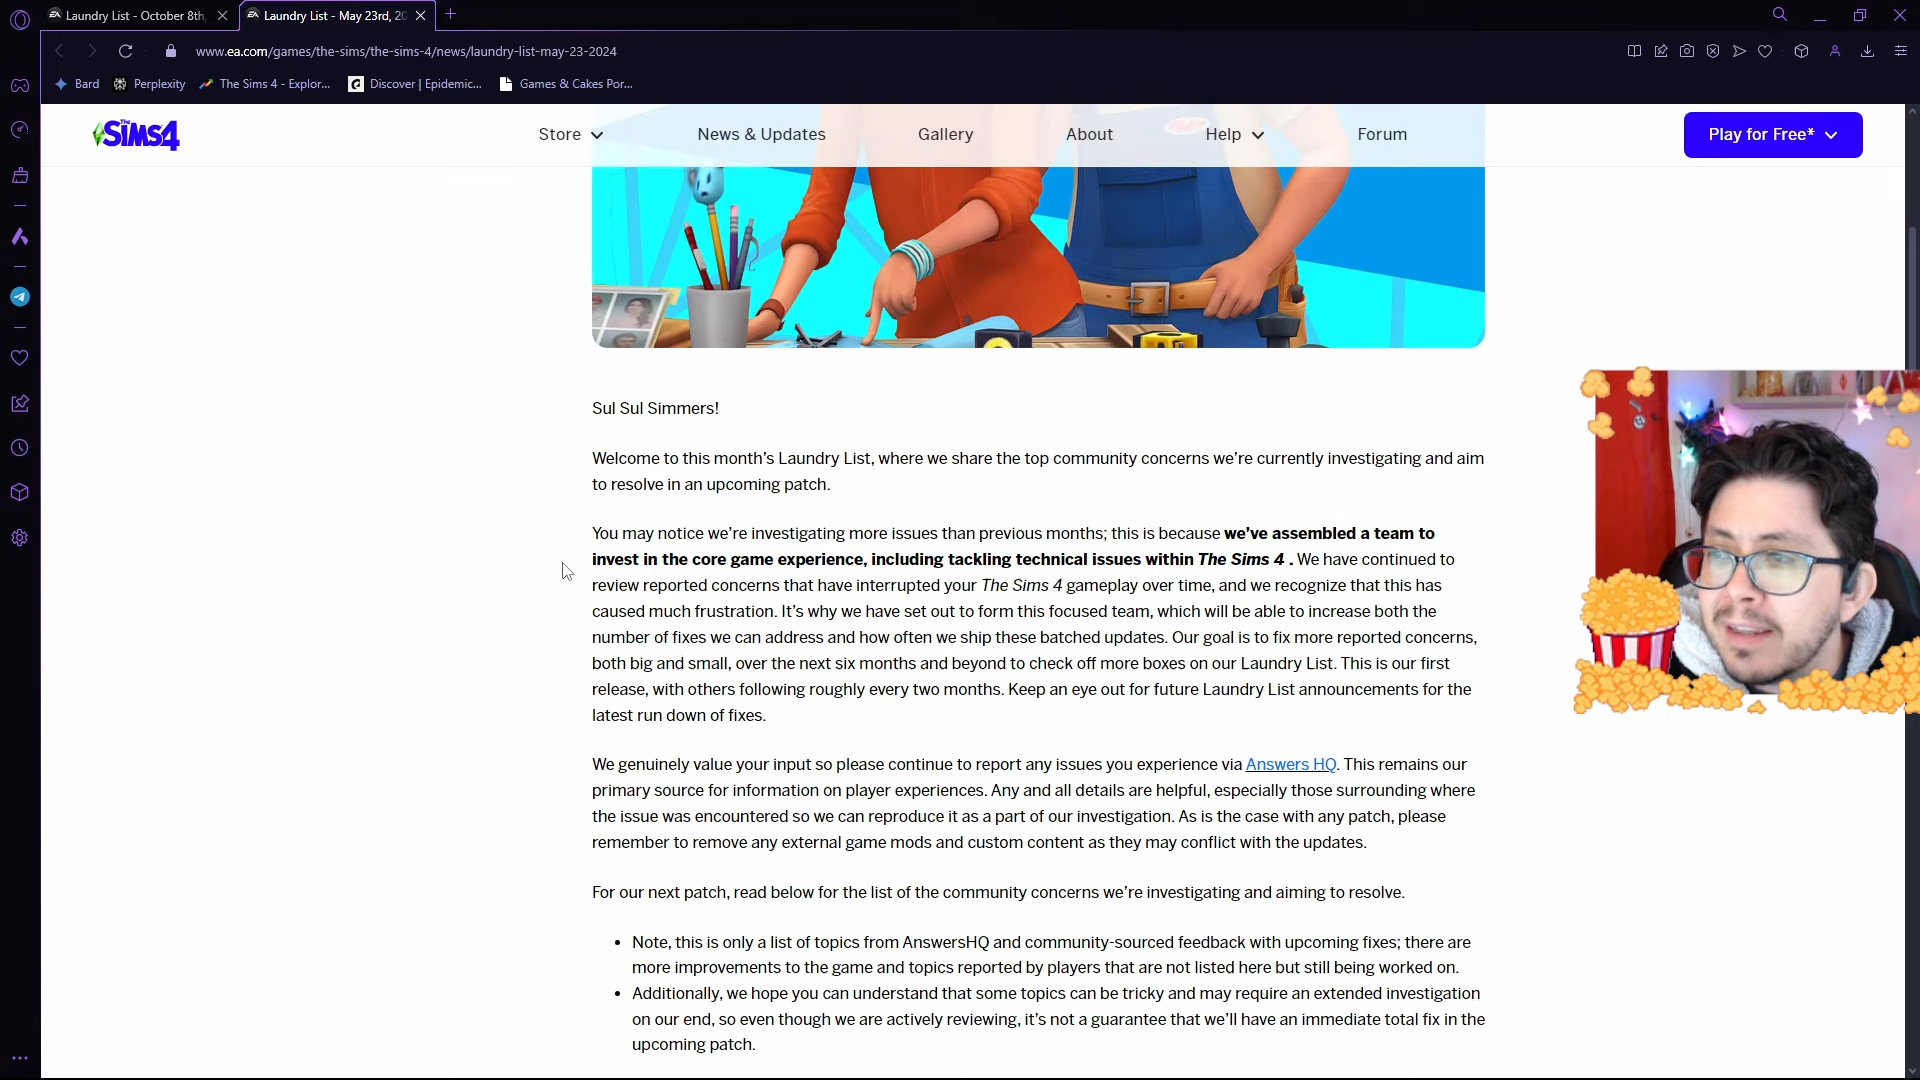 Laundry List - October 8th,
Laundry List - May 23rd, 20
www.ea.com/games/the-sims/the-sims-4/news/laundry-list-may-23-2024
Bard
Perplexity
The Sims 4 - Explor...
Discover | Epidemic...
Games & Cakes Por...
The Sims 4
Store
News & Updates
Gallery
About
Help
Forum
Play for Free*
Sul Sul Simmers!
Welcome to this month’s Laundry List, where we share the top community concerns we’re currently investigating and aim
to resolve in an upcoming patch.
You may notice we’re investigating more issues than previous months; this is because we’ve assembled a team to
invest in the core game experience, including tackling technical issues within The Sims 4 . We have continued to
review reported concerns that have interrupted your The Sims 4 gameplay over time, and we recognize that this has
caused much frustration. It’s why we have set out to form this focused team, which will be able to increase both the
number of fixes we can address and how often we ship these batched updates. Our goal is to fix more reported concerns,
both big and small, over the next six months and beyond to check off more boxes on our Laundry List. This is our first
release, with others following roughly every two months. Keep an eye out for future Laundry List announcements for the
latest run down of fixes.
We genuinely value your input so please continue to report any issues you experience via Answers HQ. This remains our
primary source for information on player experiences. Any and all details are helpful, especially those surrounding where
the issue was encountered so we can reproduce it as a part of our investigation. As is the case with any patch, please
remember to remove any external game mods and custom content as they may conflict with the updates.
For our next patch, read below for the list of the community concerns we’re investigating and aiming to resolve.
• Note, this is only a list of topics from AnswersHQ and community-sourced feedback with upcoming fixes; there are
more improvements to the game and topics reported by players that are not listed here but still being worked on.
• Additionally, we hope you can understand that some topics can be tricky and may require an extended investigation
on our end, so even though we are actively reviewing, it’s not a guarantee that we’ll have an immediate total fix in the
upcoming patch.